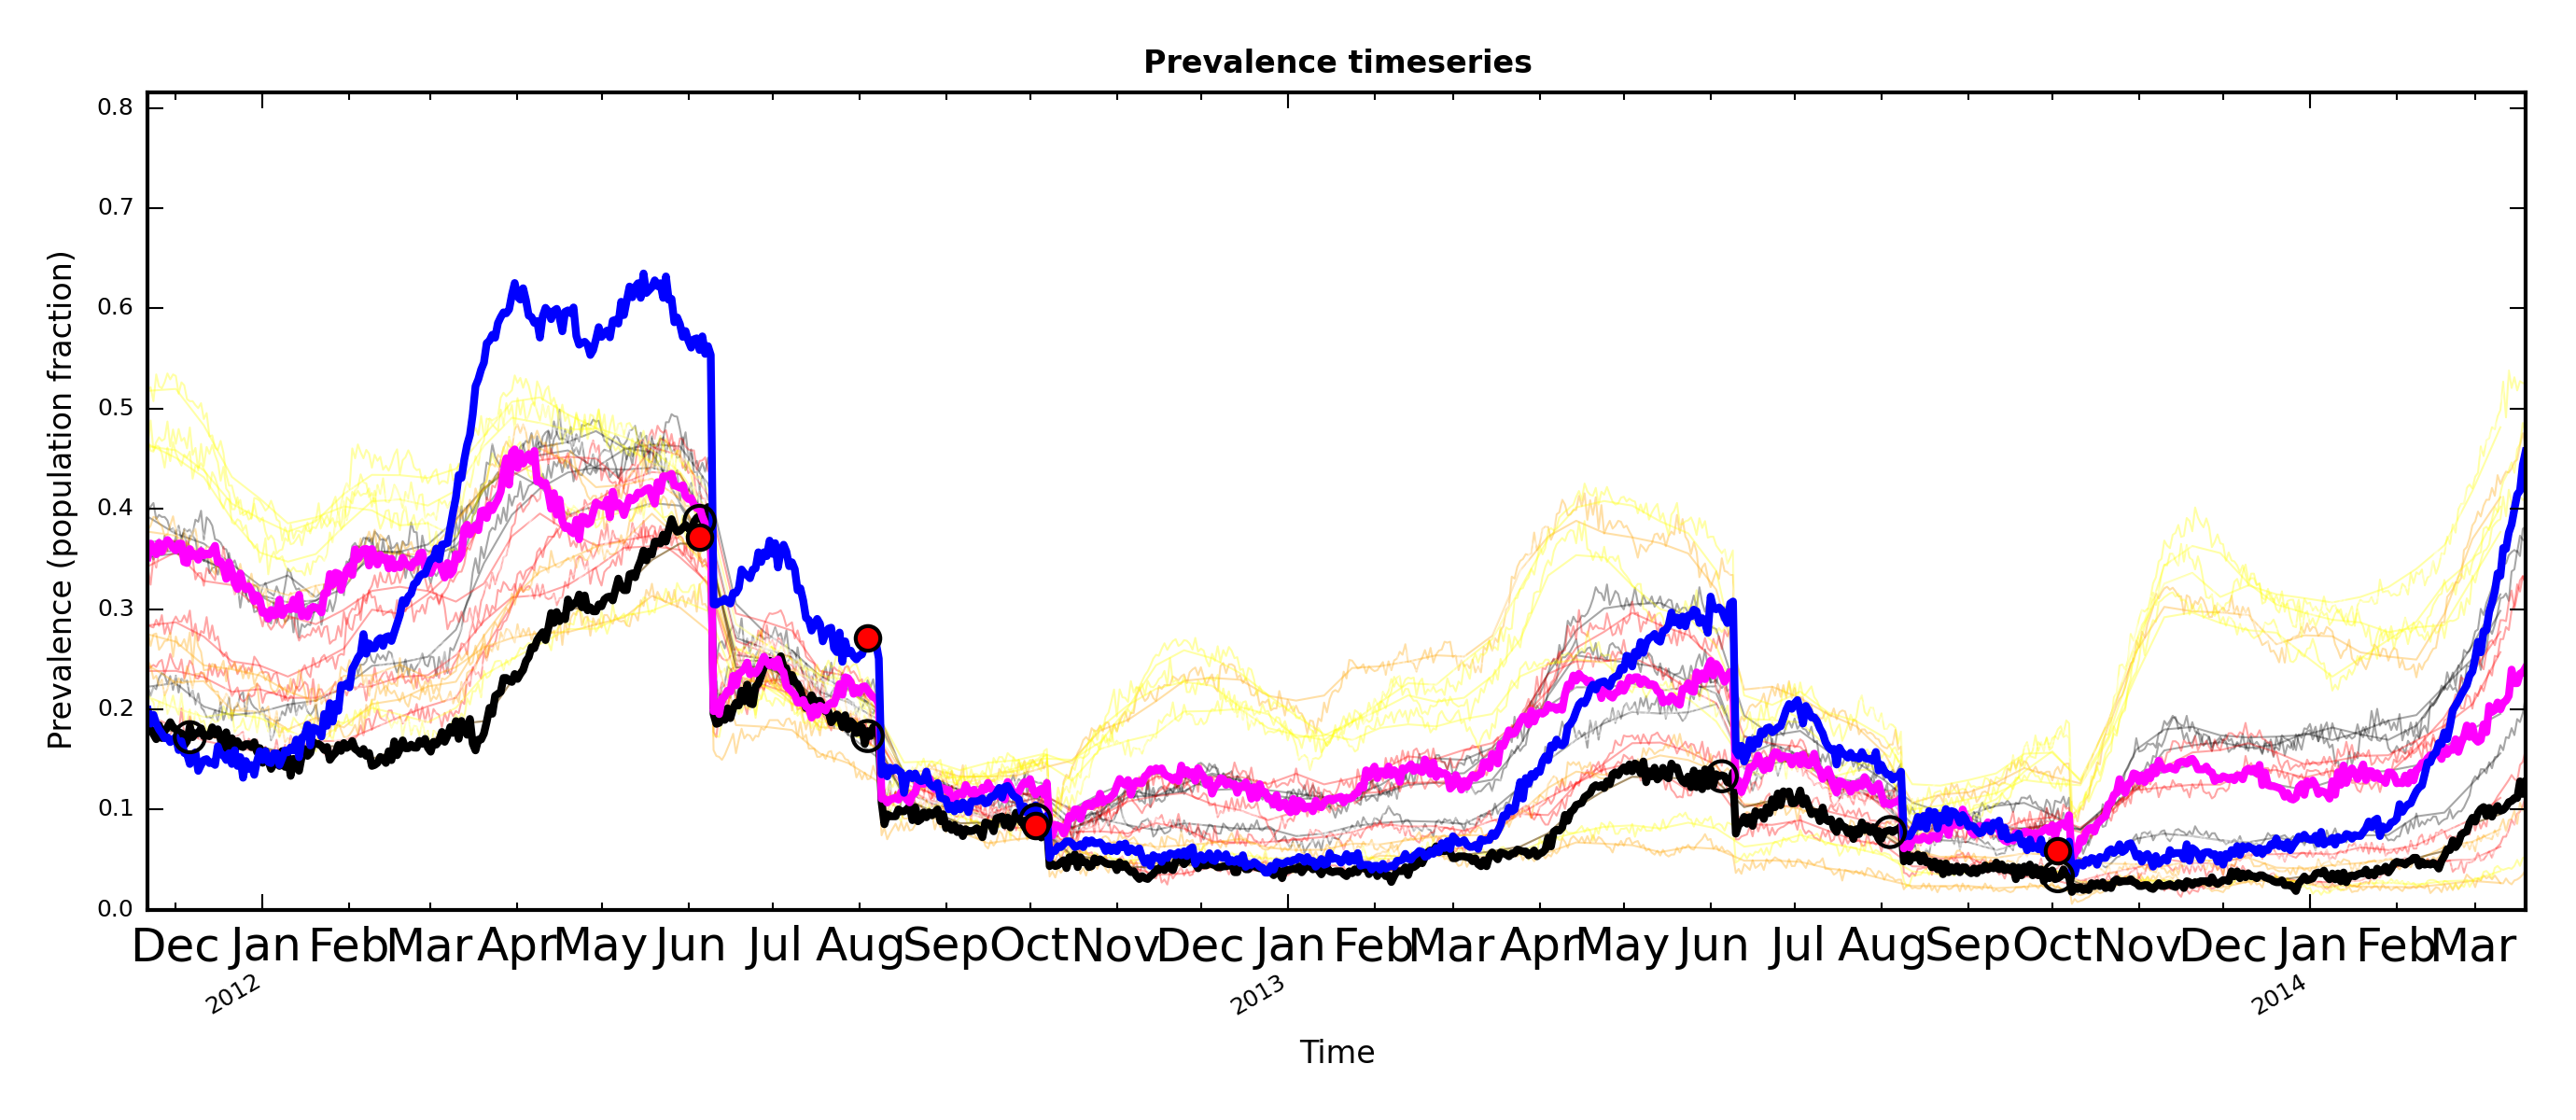 Prevalence timeseries
Prevalence (population fraction)
0.8
0.7
0.6
0.5
0.4
0.3
0.2
0.1
0.0
Dec Jan Feb Mar Apr May Jun Jul Aug Sep Oct Nov Dec Jan Feb Mar Apr May Jun Jul Aug Sep Oct Nov Dec Jan Feb Mar
2012 2013 2014
Time